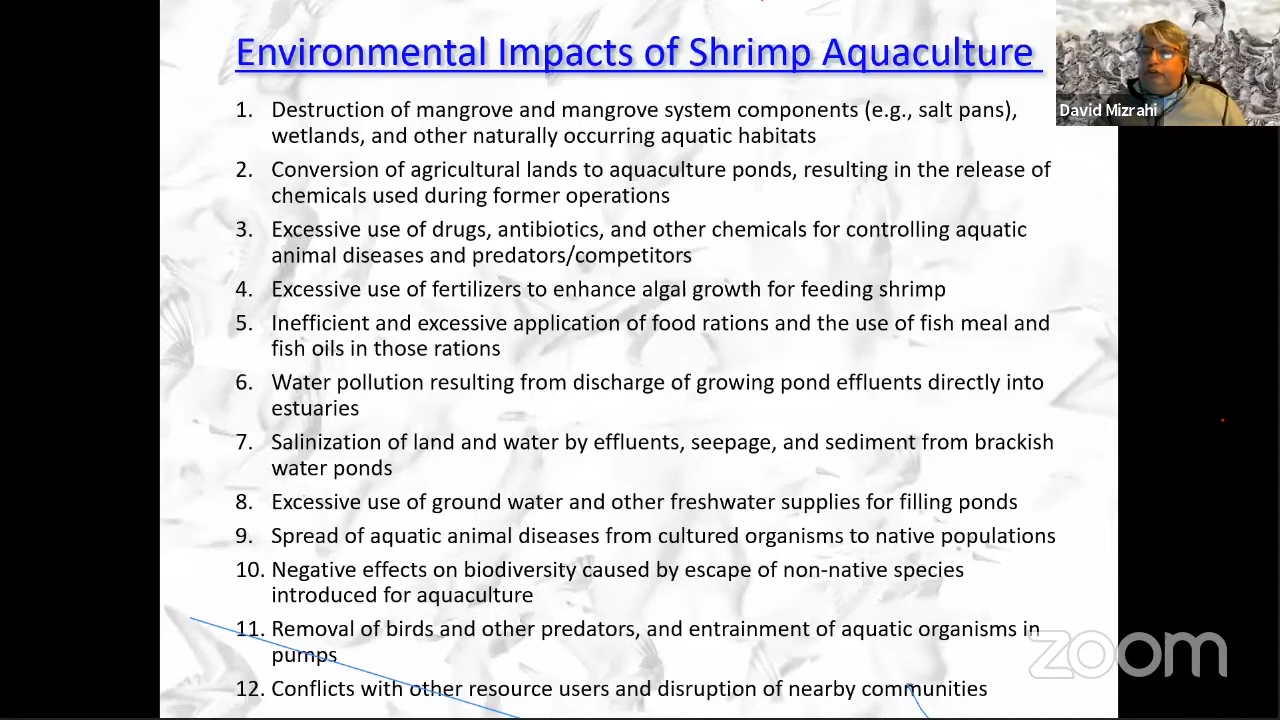 Environmental Impacts of Shrimp Aquaculture
David Mizrahi
1. Destruction of mangrove and mangrove system components (e.g., salt pans),
wetlands, and other naturally occurring aquatic habitats
2. Conversion of agricultural lands to aquaculture ponds, resulting in the release of
chemicals used during former operations
3. Excessive use of drugs, antibiotics, and other chemicals for controlling aquatic
animal diseases and predators/competitors
4. Excessive use of fertilizers to enhance algal growth for feeding shrimp
5. Inefficient and excessive application of food rations and the use of fish meal and
fish oils in those rations
6. Water pollution resulting from discharge of growing pond effluents directly into
estuaries
7. Salinization of land and water by effluents, seepage, and sediment from brackish
water ponds
8. Excessive use of ground water and other freshwater supplies for filling ponds
9. Spread of aquatic animal diseases from cultured organisms to native populations
10. Negative effects on biodiversity caused by escape of non-native species
introduced for aquaculture
11. Removal of birds and other predators, and entrainment of aquatic organisms in
pumps
12. Conflicts with other resource users and disruption of nearby communities
zoom